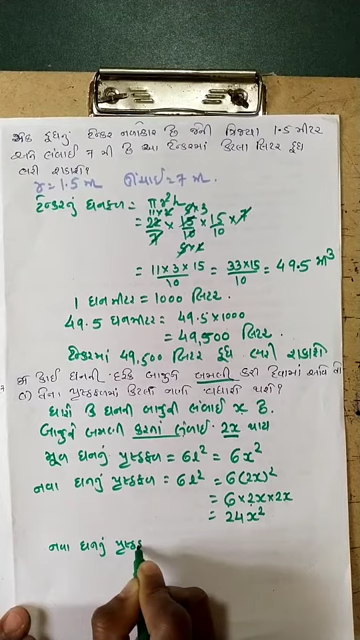 એક દૂધનું ટેન્કર નળાકાર છે જેની ત્રિજ્યા 1.5 મીટર
અને લંબાઈ 7 મી છે આ ટેન્કરમાં કેટલા લિટર દૂધ
ભરી શકાશે?
r = 1.5 m ઊંચાઈ = 7 m.
ટેન્કરનું ઘનફળ = πr²h
= 22/7 × 15/10 × 15/10 × 7
= 11×3×15/10 = 33×15/10 = 49.5 m³
1 ઘન મીટર = 1000 લિટર.
49.5 ઘનમીટર = 49.5×1000
= 49,500 લિટર.
ટેન્કરમાં 49,500 લિટર દૂધ ભરી શકાશે
કોઈ ઘનની દરેક બાજુને બમણી કરી દેવામાં આવે તો
તેના પૃષ્ઠફળમાં કેટલો ગણો વધારો થશે?
ધારો કે ઘનની બાજુની લંબાઈ x છે.
બાજુને બમણી કરતાં લંબાઈ 2x થાય
મૂળ ઘનનું પૃષ્ઠફળ = 6l² = 6x²
નવા ઘનનું પૃષ્ઠફળ = 6l² = 6(2x)²
= 6×2x×2x
= 24x²
નવા ઘનનું પૃષ્ઠફ